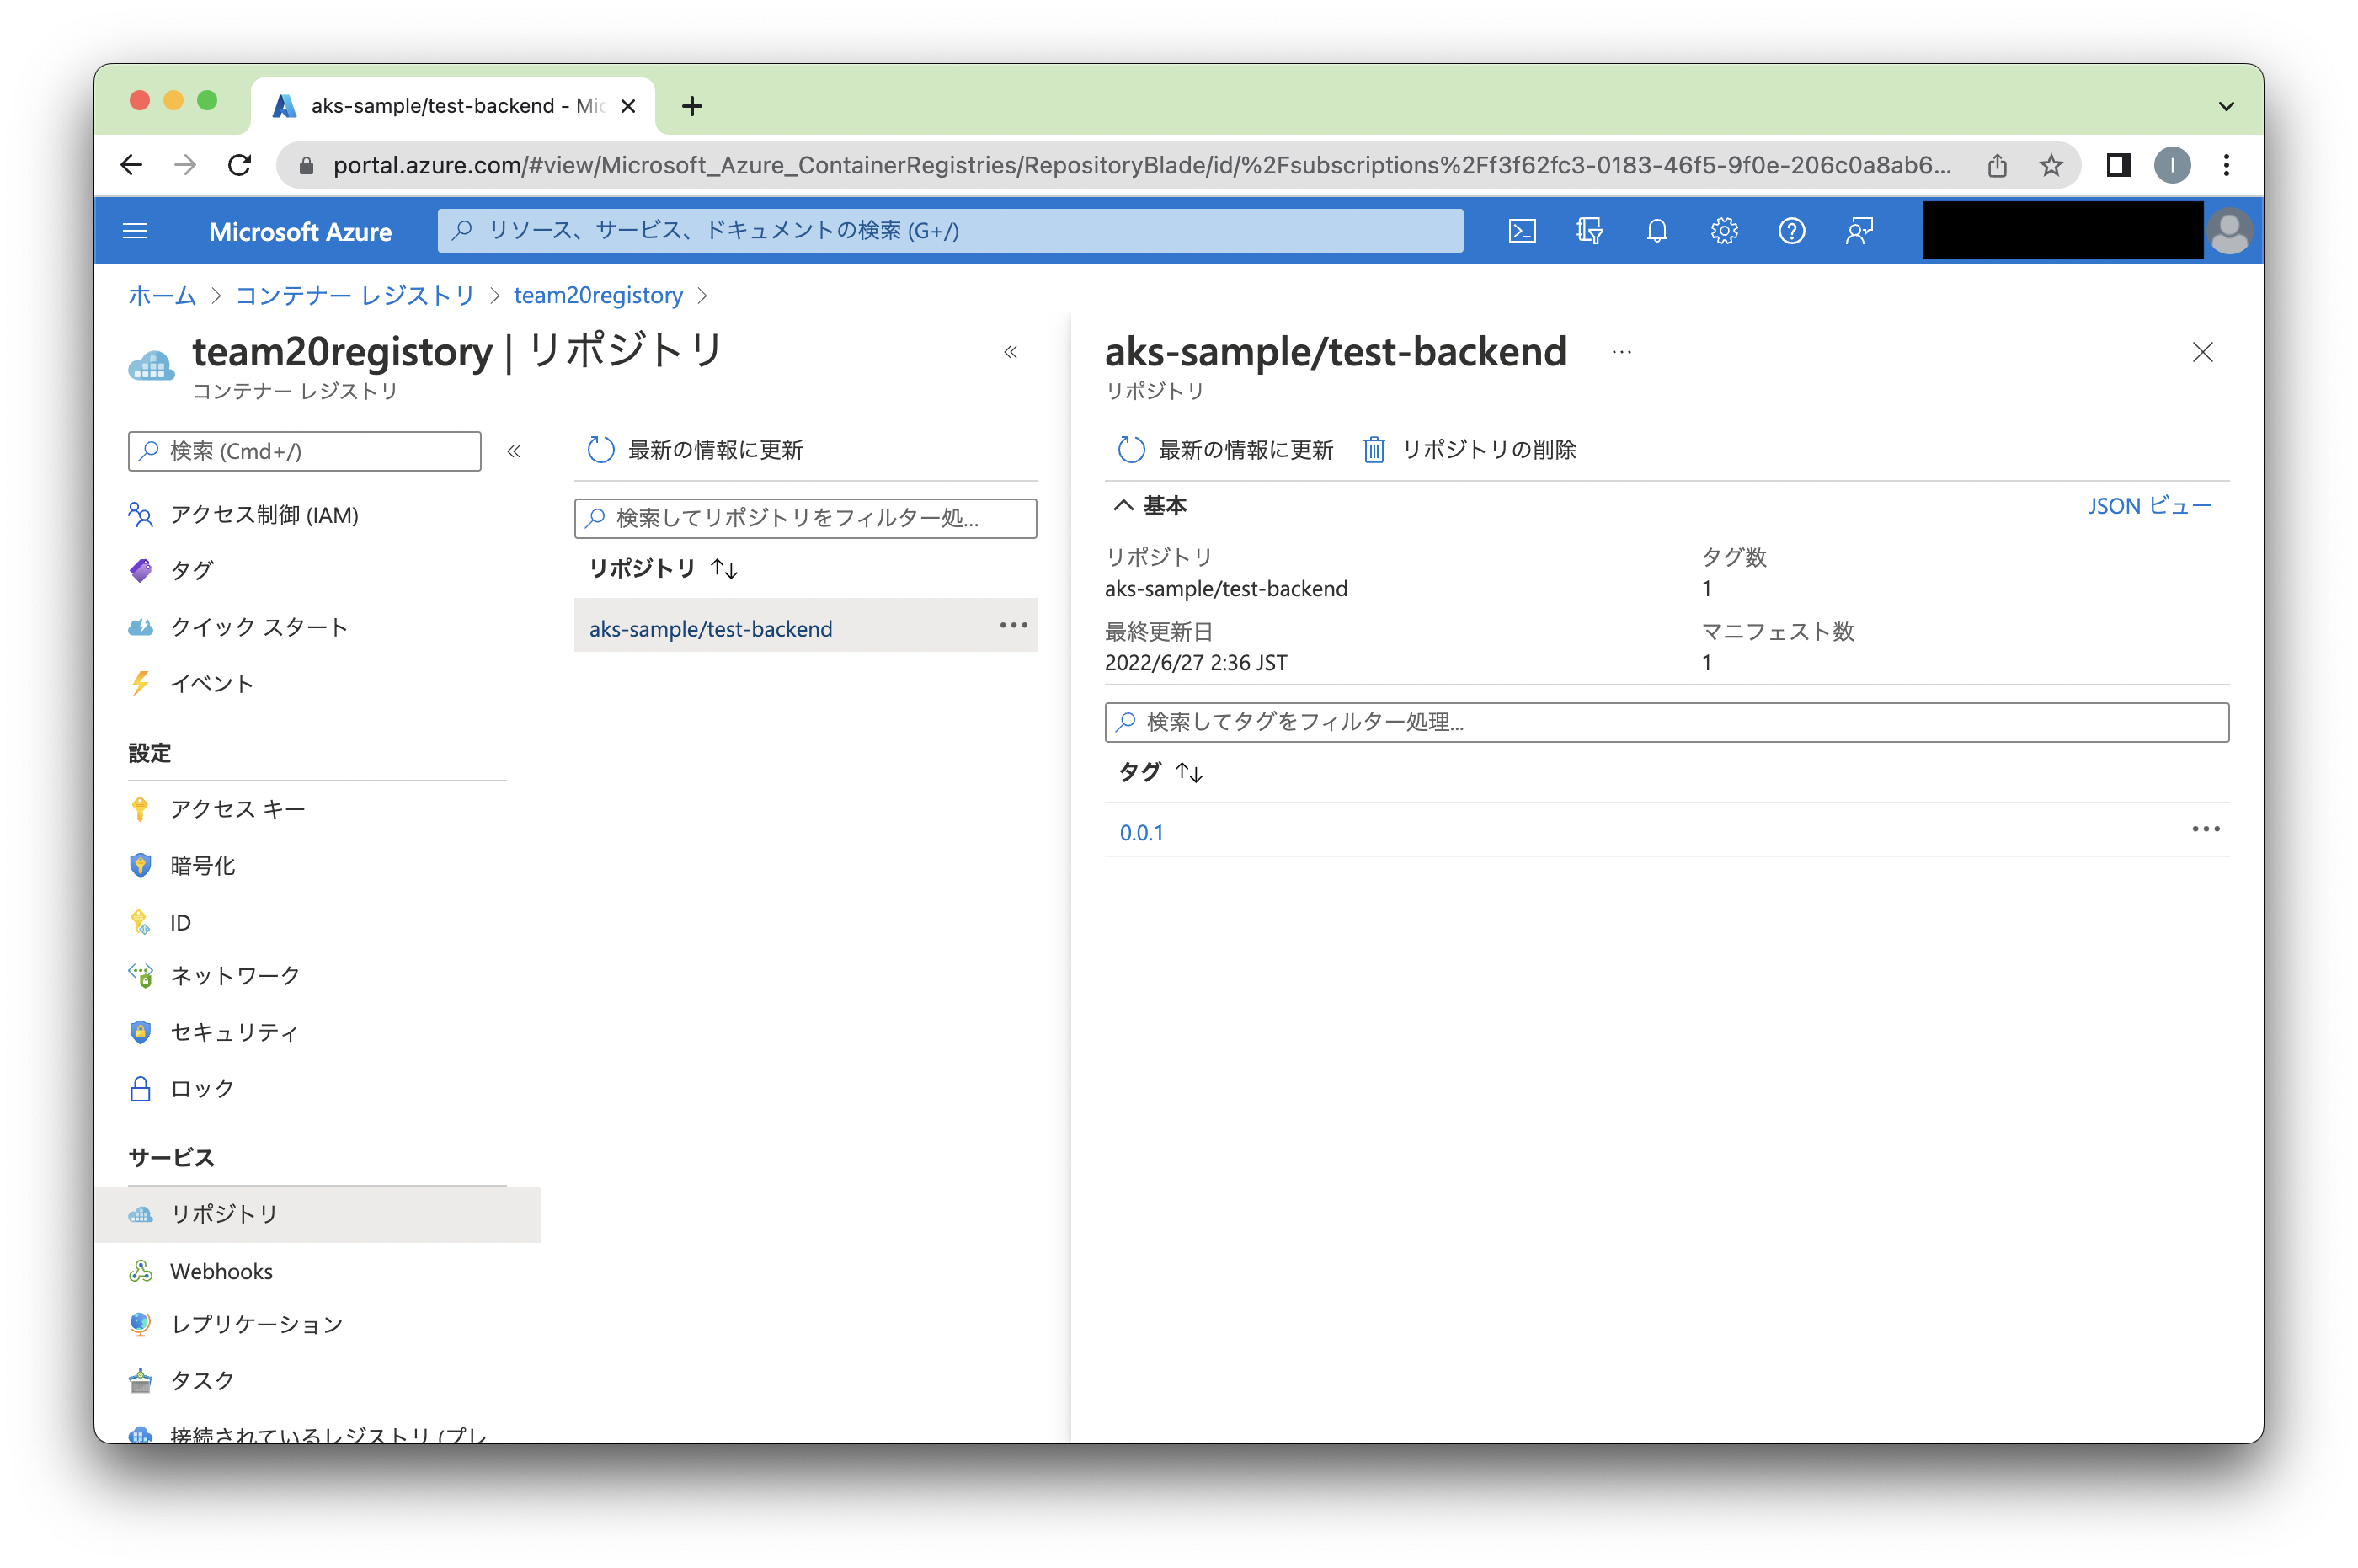 aks-sample/test-backend - Mic
portal.azure.com/#view/Microsoft_Azure_ContainerRegistries/RepositoryBlade/id/%2Fsubscriptions%2Ff3f62fc3-0183-46f5-9f0e-206c0a8ab6...
I
Microsoft Azure
リソース、サービス、ドキュメントの検索 (G+/)
ホーム > コンテナー レジストリ > team20registory >
team20registory | リポジトリ
コンテナー レジストリ
検索 (Cmd+/)
アクセス制御 (IAM)
タグ
クイック スタート
イベント
設定
アクセス キー
暗号化
ID
ネットワーク
セキュリティ
ロック
サービス
リポジトリ
Webhooks
レプリケーション
タスク
接続されているレジストリ (プレ
最新の情報に更新
検索してリポジトリをフィルター処...
リポジトリ ↑↓
aks-sample/test-backend
aks-sample/test-backend ...
リポジトリ
最新の情報に更新 リポジトリの削除
基本 JSON ビュー
リポジトリ
aks-sample/test-backend
タグ数
1
最終更新日
2022/6/27 2:36 JST
マニフェスト数
1
検索してタグをフィルター処理...
タグ ↑↓
0.0.1